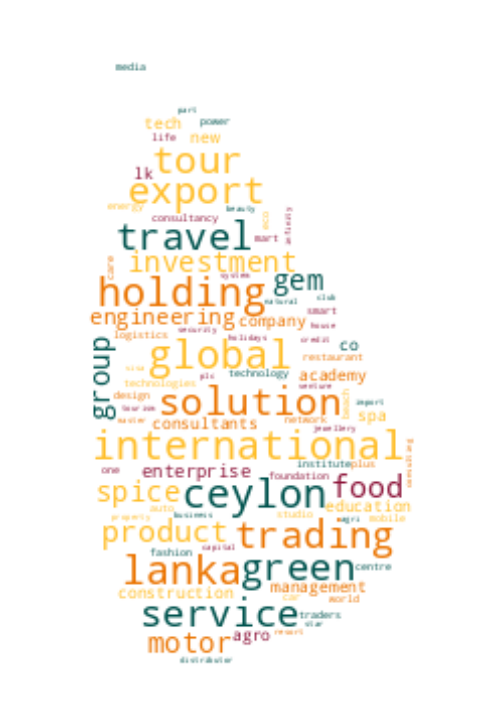 media
part
tech power
life new
tour
lk
export
energy beauty
consultancy eco infinity
travel mart
investment
care system
holding gem
natural club
engineering company smart
security house
logistics holidays credit
group global co
restaurant
visa plc technology academy
technologies venture
design solution beach import
tourism
master consultants network spa
jewellery
international consulting
one enterprise institute plus
foundation
spice ceylon food
auto education
property business studio agri mobile
product trading
fashion capital
lanka green centre
construction management
car world
service traders
star
motor agro resort
distributor